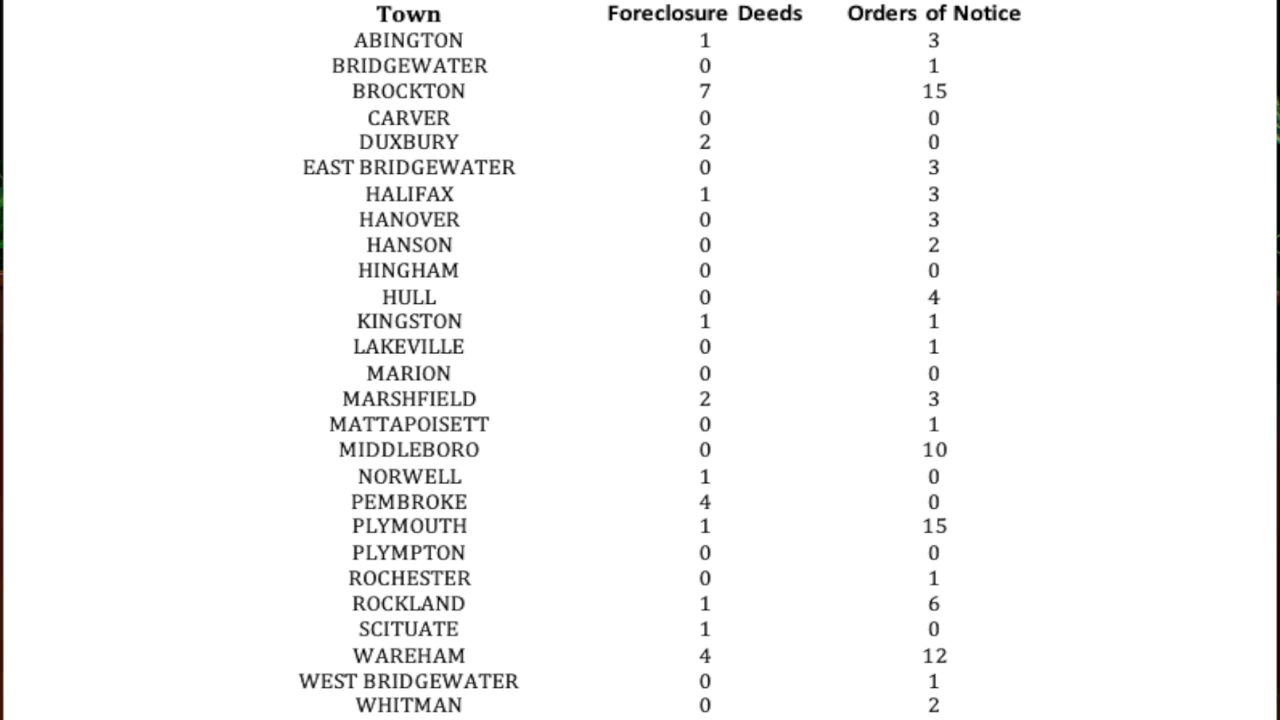 Town Foreclosure Deeds Orders of Notice
ABINGTON 1 3
BRIDGEWATER 0 1
BROCKTON 7 15
CARVER 0 0
DUXBURY 2 0
EAST BRIDGEWATER 0 3
HALIFAX 1 3
HANOVER 0 3
HANSON 0 2
HINGHAM 0 0
HULL 0 4
KINGSTON 1 1
LAKEVILLE 0 1
MARION 0 0
MARSHFIELD 2 3
MATTAPOISETT 0 1
MIDDLEBORO 0 10
NORWELL 1 0
PEMBROKE 4 0
PLYMOUTH 1 15
PLYMPTON 0 0
ROCHESTER 0 1
ROCKLAND 1 6
SCITUATE 1 0
WAREHAM 4 12
WEST BRIDGEWATER 0 1
WHITMAN 0 2